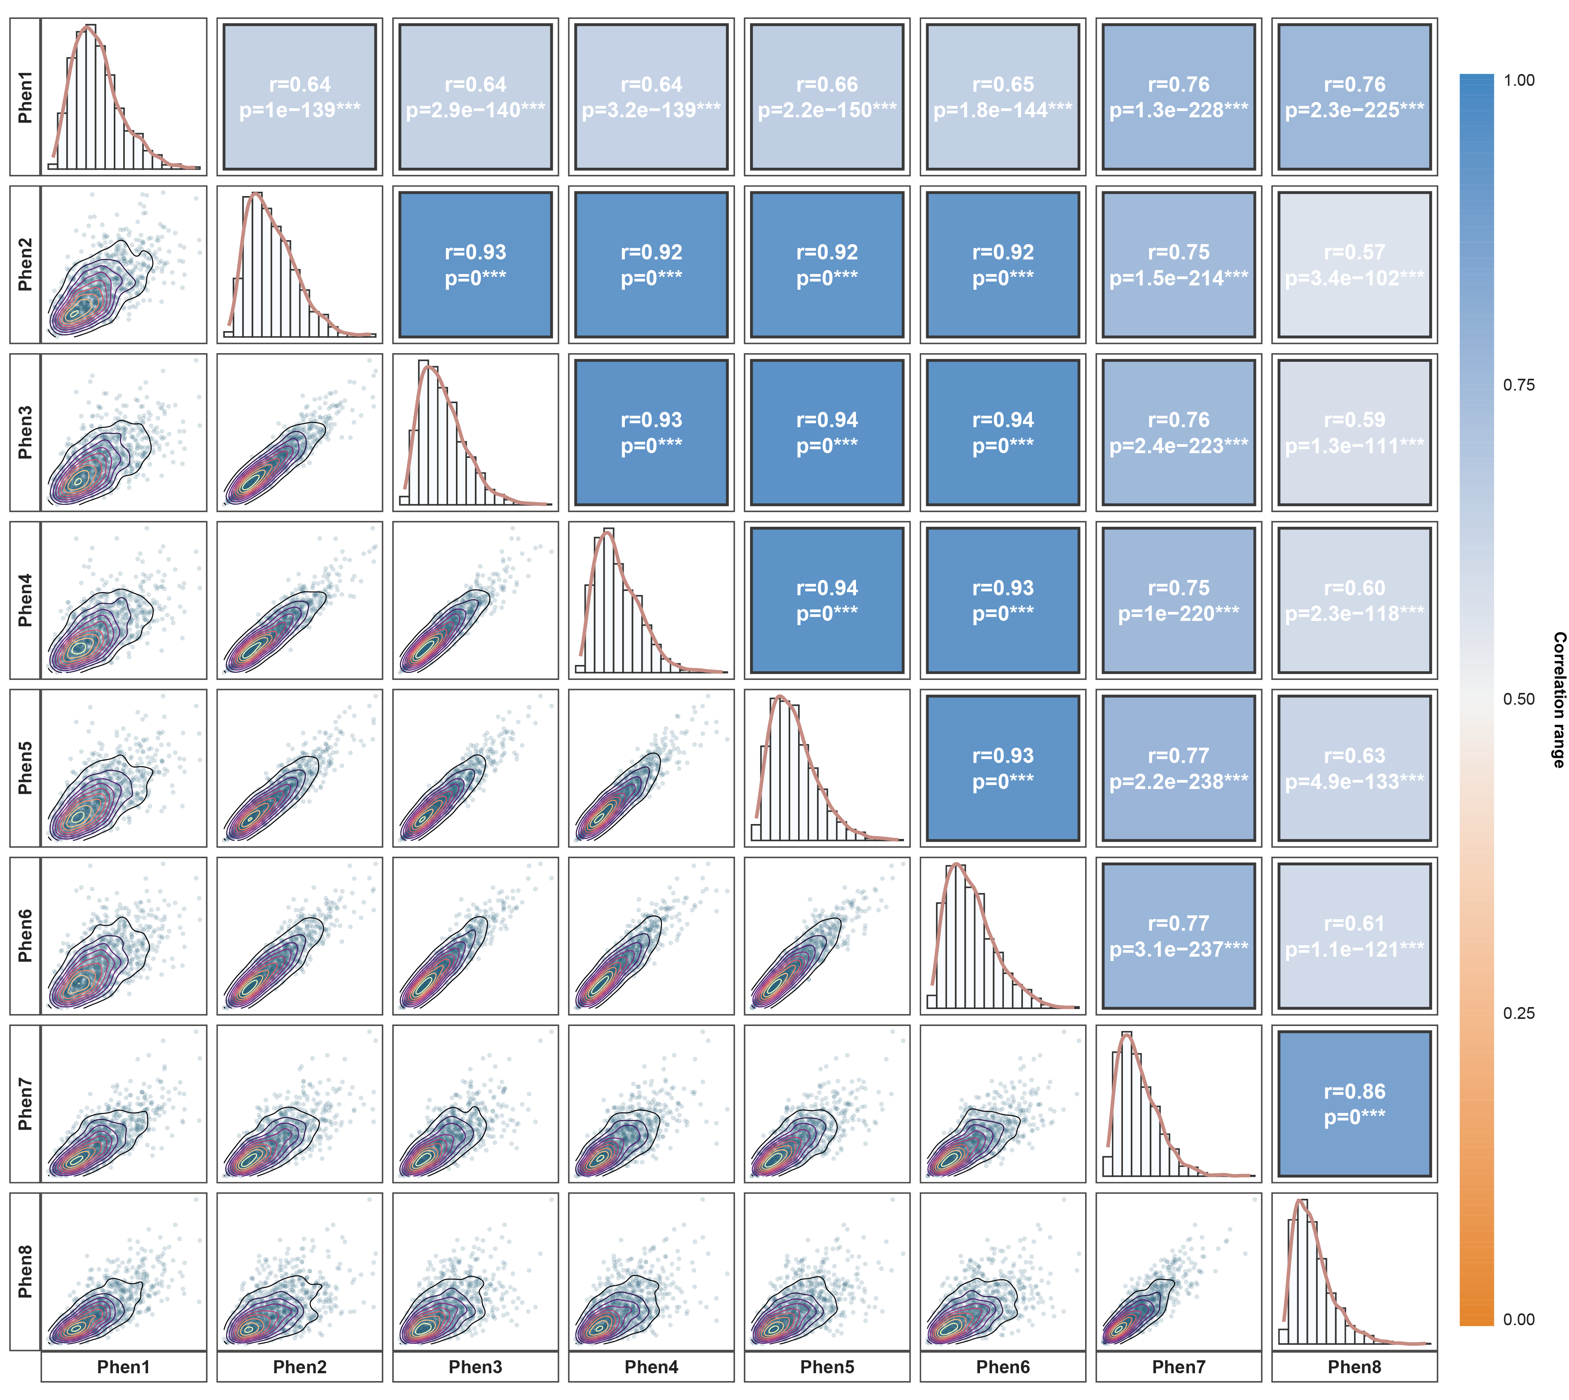 Phen1
r=0.64
p=1e−139***
r=0.64
p=2.9e−140***
r=0.64
p=3.2e−139***
r=0.66
p=2.2e−150***
r=0.65
p=1.8e−144***
r=0.76
p=1.3e−228***
r=0.76
p=2.3e−225***
Phen2
r=0.93
p=0***
r=0.92
p=0***
r=0.92
p=0***
r=0.92
p=0***
r=0.75
p=1.5e−214***
r=0.57
p=3.4e−102***
Phen3
r=0.93
p=0***
r=0.94
p=0***
r=0.94
p=0***
r=0.76
p=2.4e−223***
r=0.59
p=1.3e−111***
Phen4
r=0.94
p=0***
r=0.93
p=0***
r=0.75
p=1e−220***
r=0.60
p=2.3e−118***
Phen5
r=0.93
p=0***
r=0.77
p=2.2e−238***
r=0.63
p=4.9e−133***
Phen6
r=0.77
p=3.1e−237***
r=0.61
p=1.1e−121***
Phen7
r=0.86
p=0***
Phen8
Phen1
Phen2
Phen3
Phen4
Phen5
Phen6
Phen7
Phen8
1.00
0.75
0.50
0.25
0.00
Correlation range